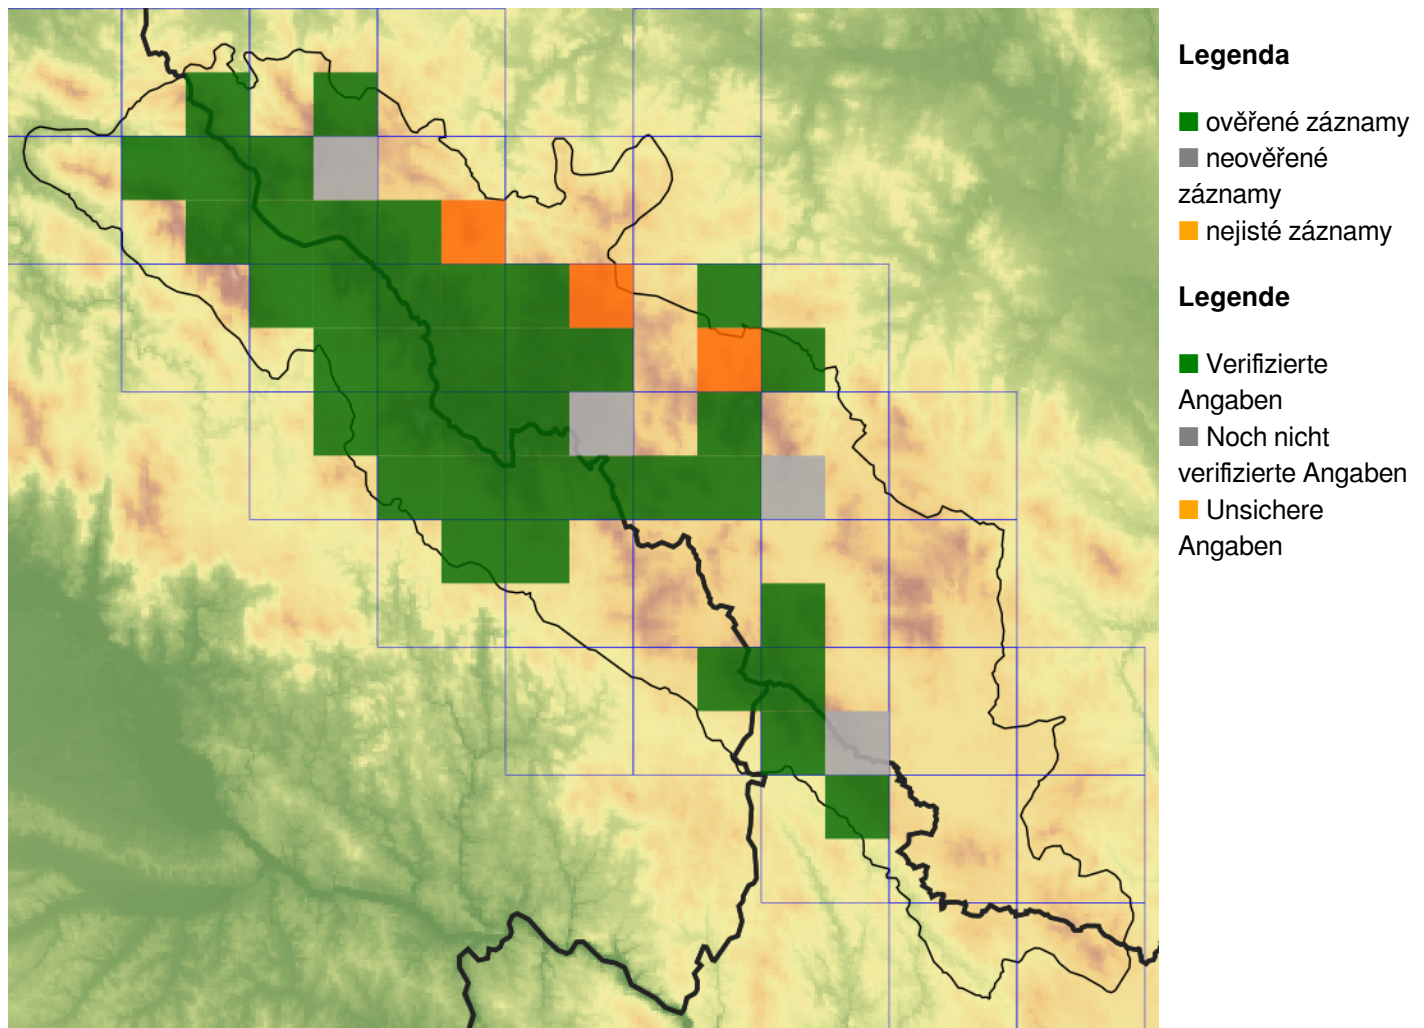 Legenda
ověřené záznamy
neověřené
záznamy
nejisté záznamy
Legende
Verifizierte
Angaben
Noch nicht
verifizierte Angaben
Unsichere
Angaben